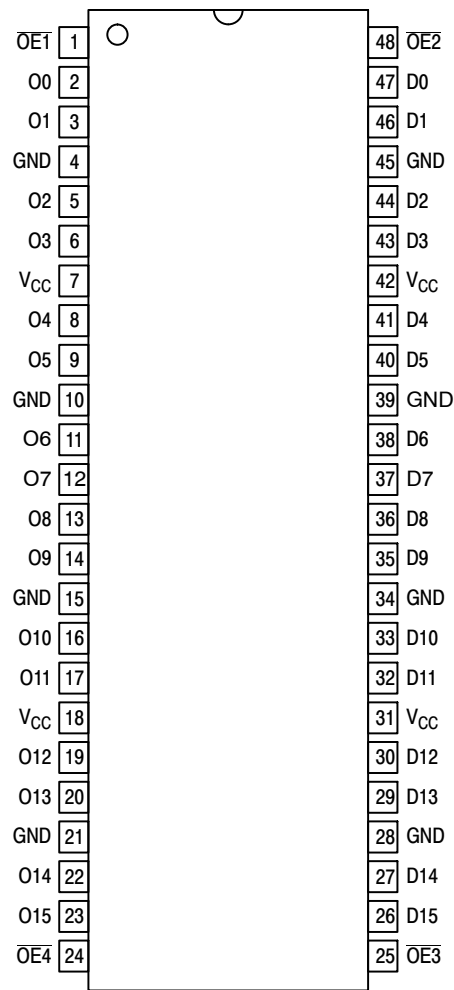 OE1 1 48 OE2
O0 2 47 D0
O1 3 46 D1
GND 4 45 GND
O2 5 44 D2
O3 6 43 D3
VCC 7 42 VCC
O4 8 41 D4
O5 9 40 D5
GND 10 39 GND
O6 11 38 D6
O7 12 37 D7
O8 13 36 D8
O9 14 35 D9
GND 15 34 GND
O10 16 33 D10
O11 17 32 D11
VCC 18 31 VCC
O12 19 30 D12
O13 20 29 D13
GND 21 28 GND
O14 22 27 D14
O15 23 26 D15
OE4 24 25 OE3